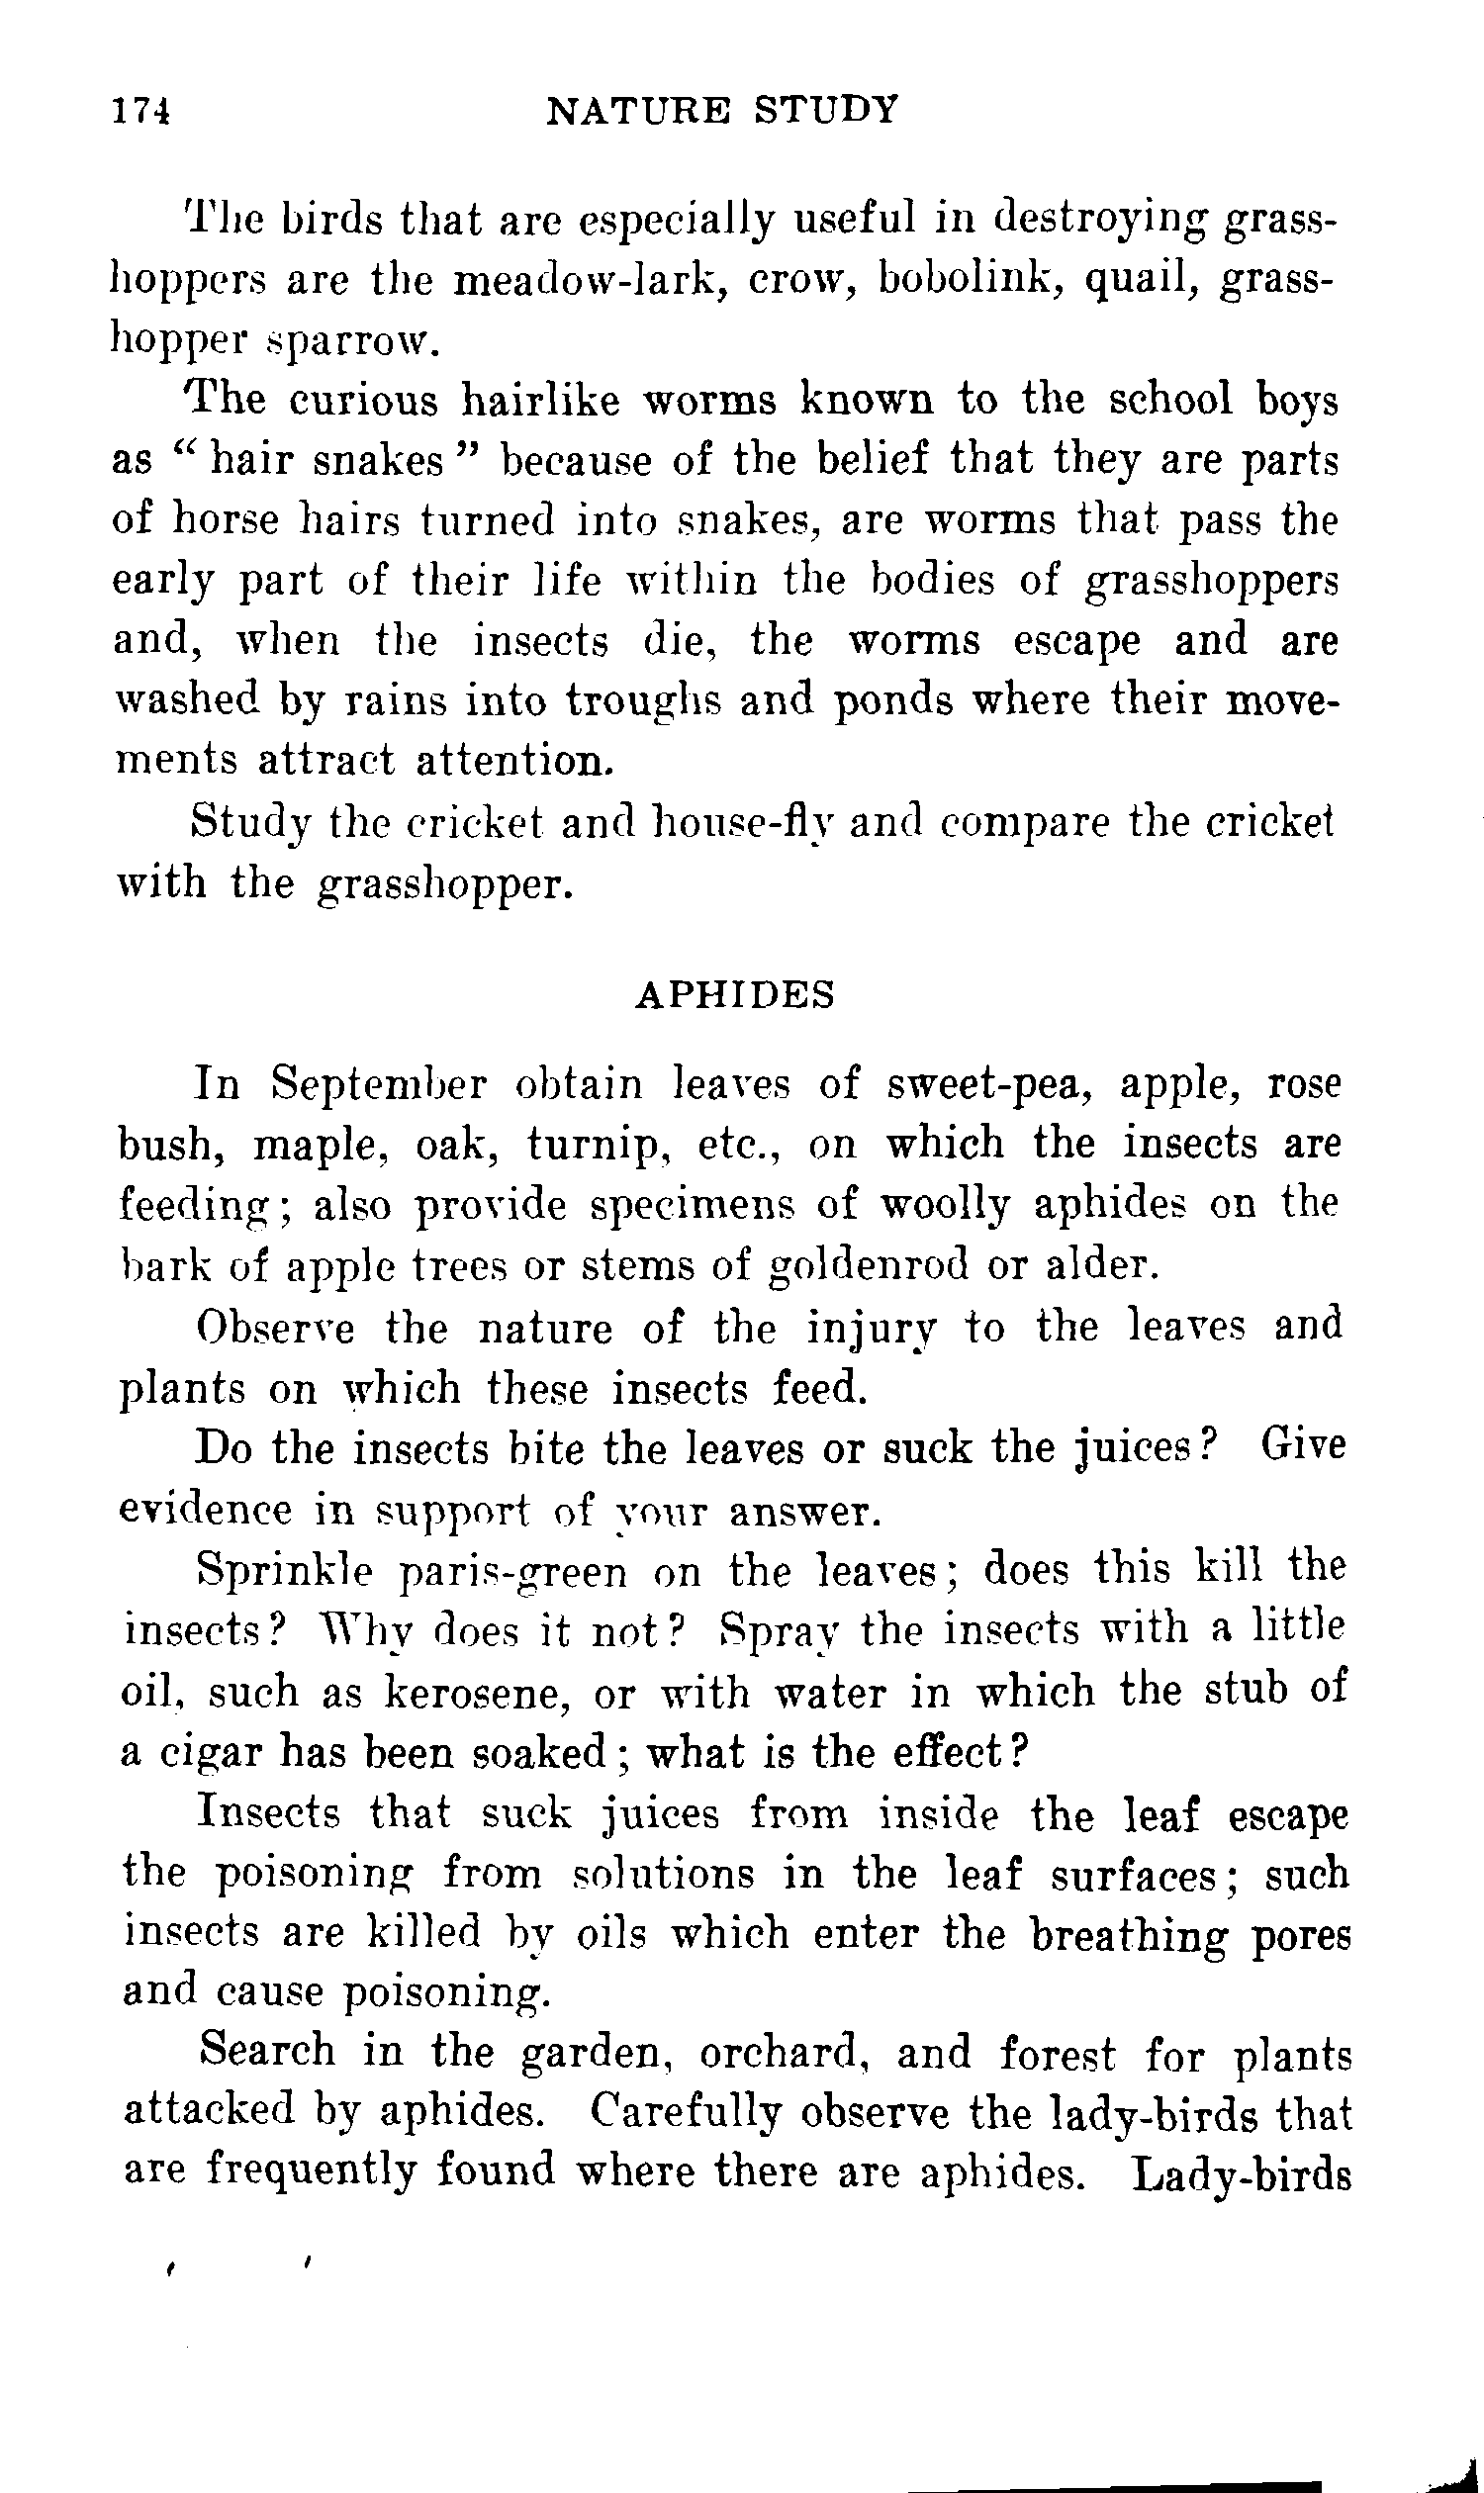 174 NATURE STUDY
The birds that are especially useful in destroying grass-
hoppers are the meadow-lark, crow, bobolink, quail, grass-
hopper sparrow.
The curious hairlike worms known to the school boys
as " hair snakes " because of the belief that they are parts
of horse hairs turned into snakes, are worms that pass the
early part of their life within the bodies of grasshoppers
and, when the insects die, the worms escape and are
washed by rains into troughs and ponds where their move-
ments attract attention.
Study the cricket and house-fly and compare the cricket
with the grasshopper.
APHIDES
In September obtain leaves of sweet-pea, apple, rose
bush, maple, oak, turnip, etc., on which the insects are
feeding; also provide specimens of woolly aphides on the
bark of apple trees or stems of goldenrod or alder.
Observe the nature of the injury to the leaves and
plants on which these insects feed.
Do the insects bite the leaves or suck the juices? Give
evidence in support of your answer.
Sprinkle paris-green on the leaves; does this kill the
insects? Why does it not? Spray the insects with a little
oil, such as kerosene, or with water in which the stub of
a cigar has been soaked; what is the effect?
Insects that suck juices from inside the leaf escape
the poisoning from solutions in the leaf surfaces; such
insects are killed by oils which enter the breathing pores
and cause poisoning.
Search in the garden, orchard, and forest for plants
attacked by aphides. Carefully observe the lady-birds that
are frequently found where there are aphides. Lady-birds